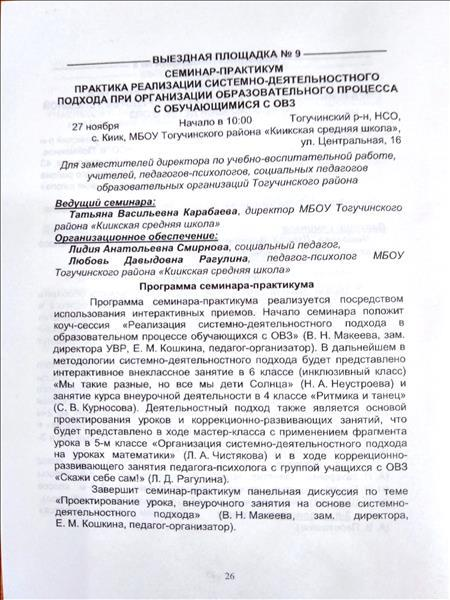 ВЫЕЗДНАЯ ПЛОЩАДКА № 9
СЕМИНАР-ПРАКТИКУМ
ПРАКТИКА РЕАЛИЗАЦИИ СИСТЕМНО-ДЕЯТЕЛЬНОСТНОГО
ПОДХОДА ПРИ ОРГАНИЗАЦИИ ОБРАЗОВАТЕЛЬНОГО ПРОЦЕССА
С ОБУЧАЮЩИМИСЯ С ОВЗ
27 ноября Начало в 10:00 Тогучинский р-н, НСО,
с. Киик, МБОУ Тогучинского района «Киикская средняя школа»,
ул. Центральная, 16
Для заместителей директора по учебно-воспитательной работе,
учителей, педагогов-психологов, социальных педагогов
образовательных организаций Тогучинского района
Ведущий семинара:
Татьяна Васильевна Карабаева, директор МБОУ Тогучинского
района «Киикская средняя школа»
Организационное обеспечение:
Лидия Анатольевна Смирнова, социальный педагог,
Любовь Давыдовна Рагулина, педагог-психолог МБОУ
Тогучинского района «Киикская средняя школа»
Программа семинара-практикума
Программа семинара-практикума реализуется посредством
использования интерактивных приемов. Начало семинара положит
коуч-сессия «Реализация системно-деятельностного подхода в
образовательном процессе обучающихся с ОВЗ» (В. Н. Макеева, зам.
директора УВР, Е. М. Кошкина, педагог-организатор). В дальнейшем в
методологии системно-деятельностного подхода будет представлено
интерактивное внеклассное занятие в 6 классе (инклюзивный класс)
«Мы такие разные, но все мы дети Солнца» (Н. А. Неустроева) и
занятие курса внеурочной деятельности в 4 классе «Ритмика и танец»
(С. В. Курносова). Деятельностный подход также является основой
проектирования уроков и коррекционно-развивающих занятий, что
будет представлено в ходе мастер-класса с применением фрагмента
урока в 5-м классе «Организация системно-деятельностного подхода
на уроках математики» (Л. А. Чистякова) и в ходе коррекционно-
развивающего занятия педагога-психолога с группой учащихся с ОВЗ
«Скажи себе сам!» (Л. Д. Рагулина).
Завершит семинар-практикум панельная дискуссия по теме
«Проектирование урока, внеурочного занятия на основе системно-
деятельностного подхода» (В. Н. Макеева, зам. директора,
Е. М. Кошкина, педагог-организатор).
26